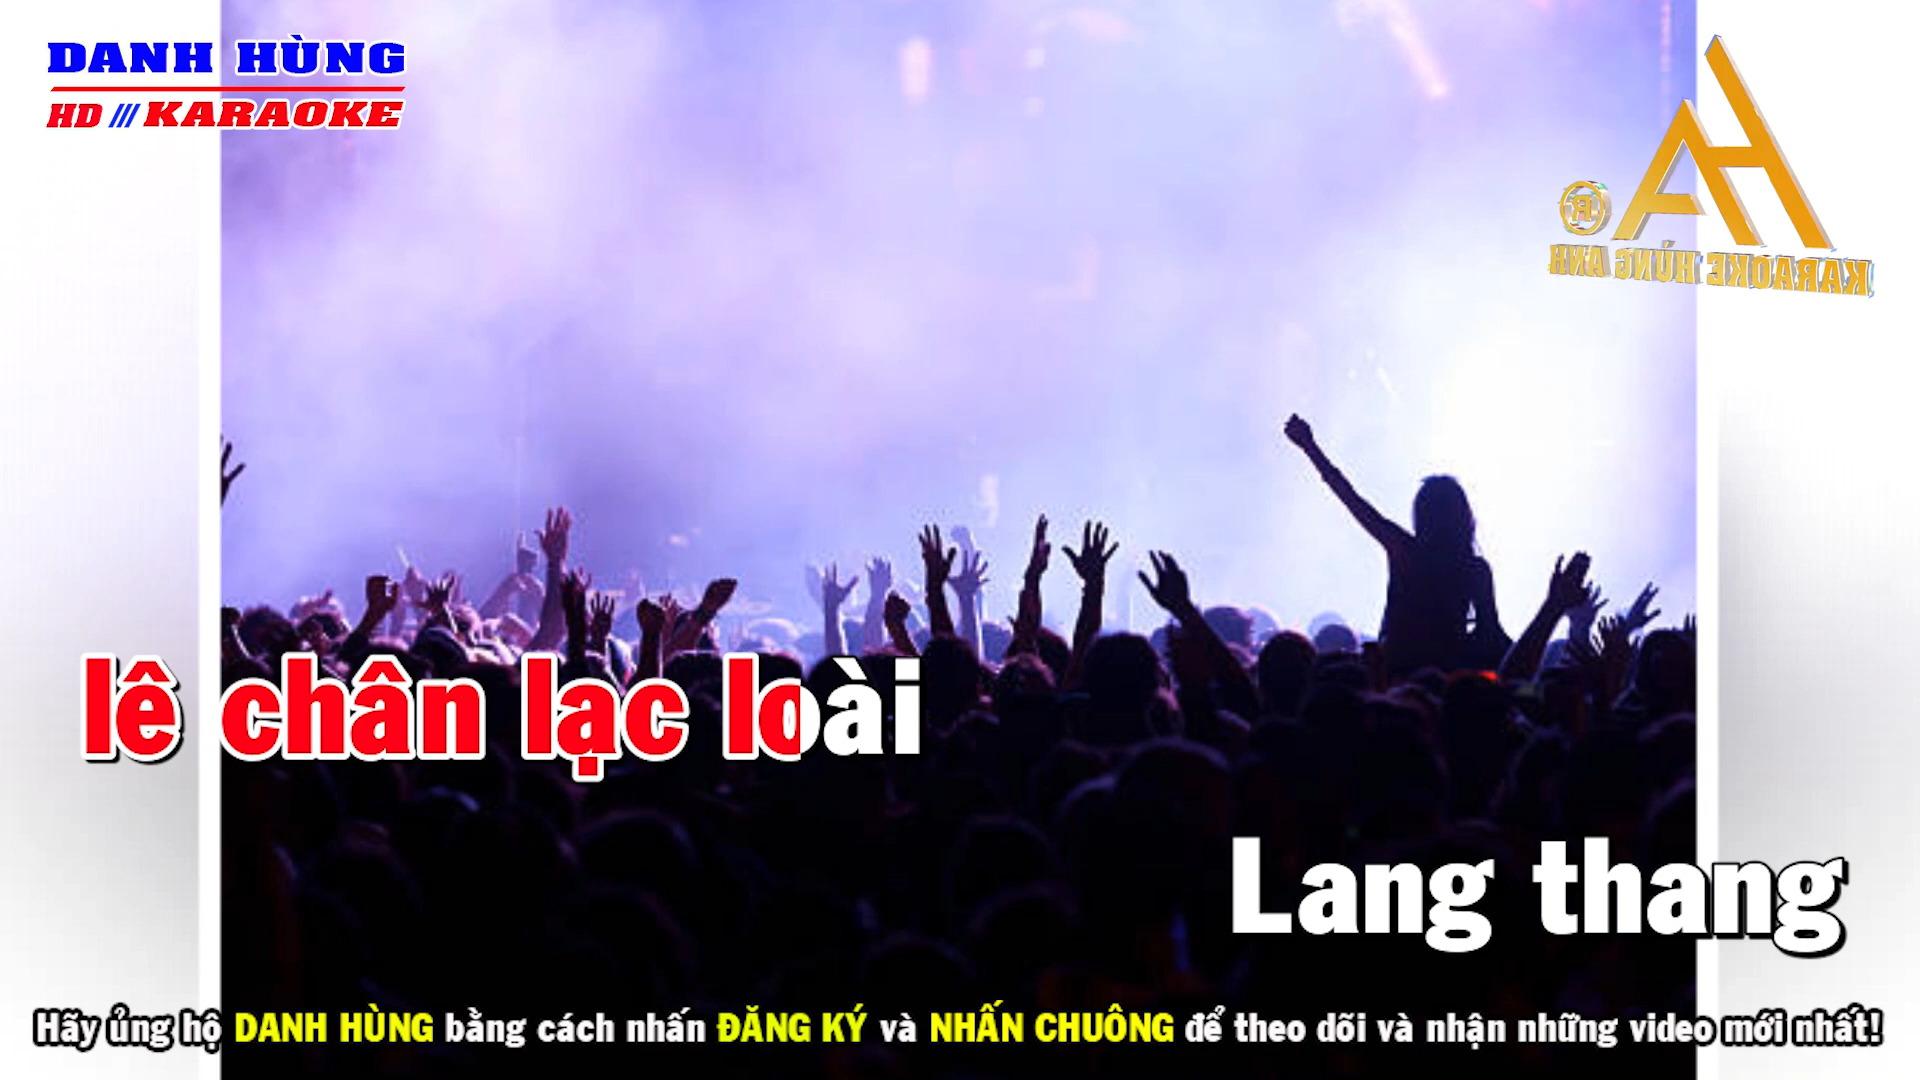 DANH HÙNG
HD /// KARAOKE
HA
®
KARAOKE HÙNG ANH
lê chân lạc loài
Lang thang
Hãy ủng hộ DANH HÙNG bằng cách nhấn ĐĂNG KÝ và NHẤN CHUÔNG để theo dõi và nhận những video mới nhất!